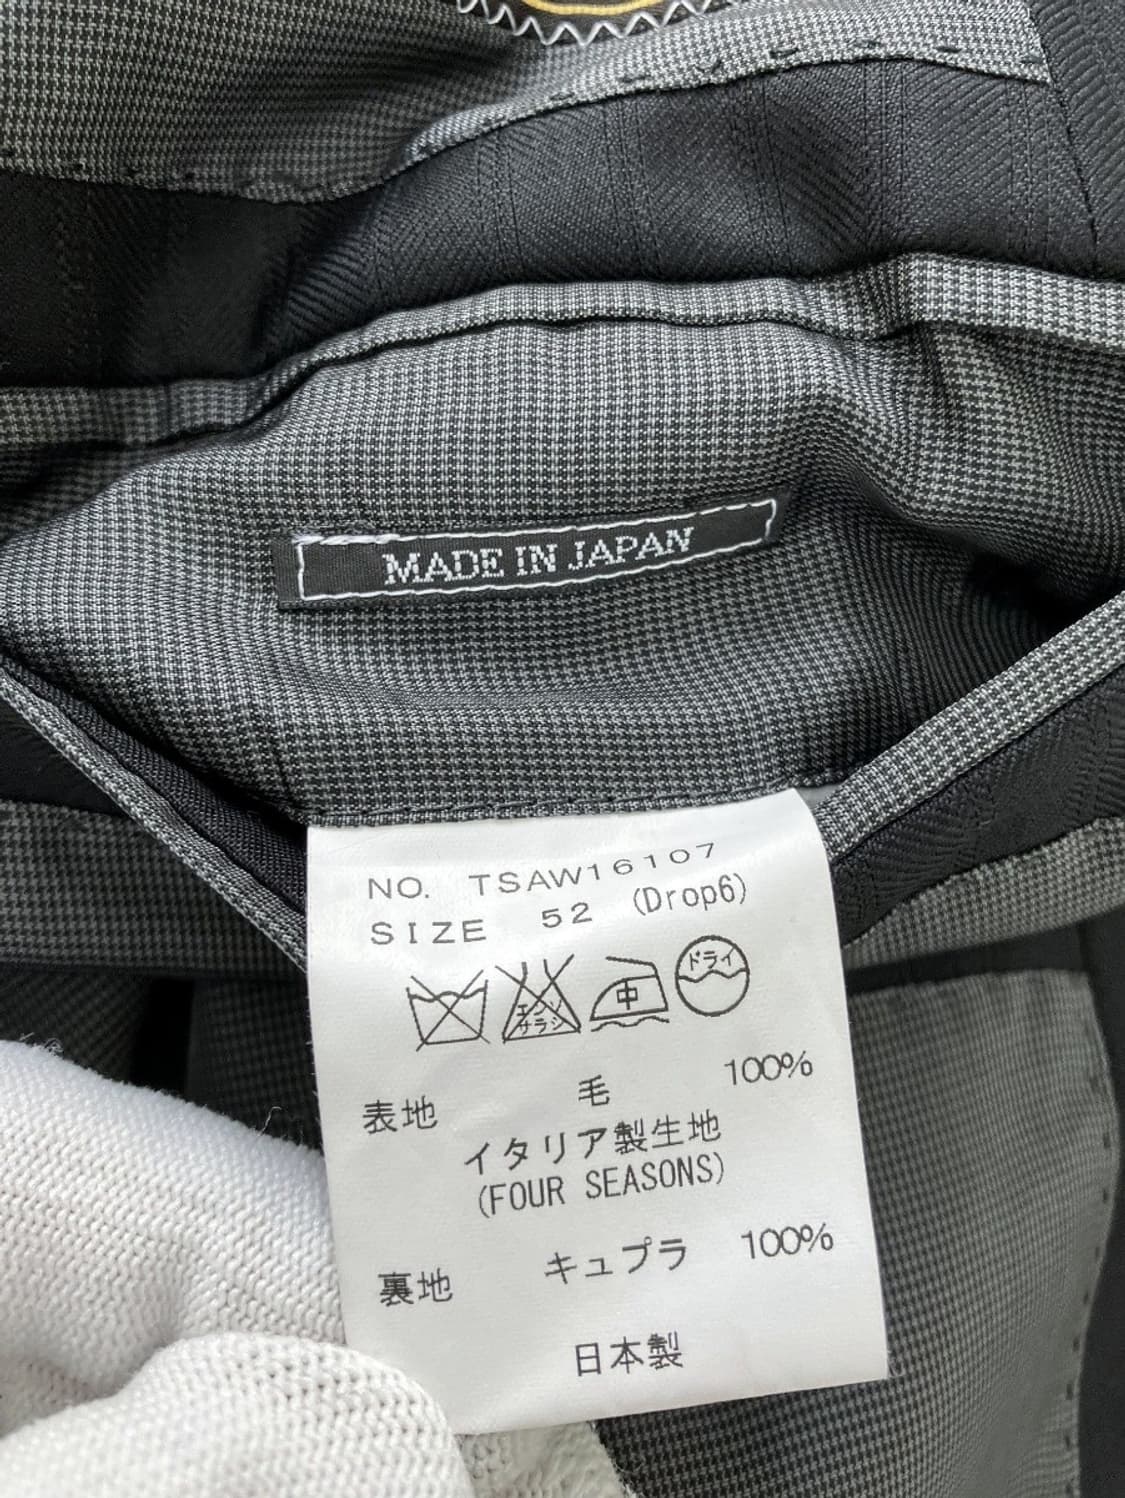 MADE IN JAPAN
NO. TSAW16107
SIZE 52 (Drop6)
エンソ サラシ 中 ドライ
表地 毛 100%
イタリア製生地
(FOUR SEASONS)
裏地 キュプラ 100%
日本製